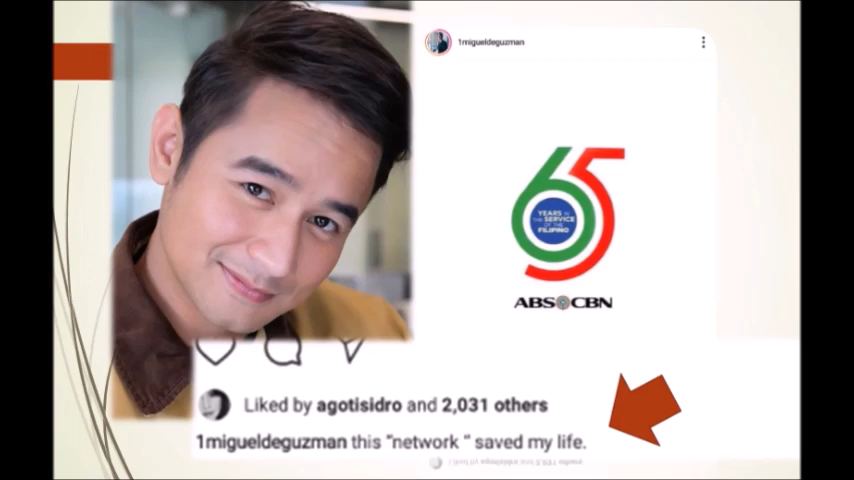 1migueldeguzman
65
YEARS IN
THE SERVICE
OF THE
FILIPINO
ABS CBN
Liked by agotisidro and 2,031 others
1migueldeguzman this "network " saved my life.